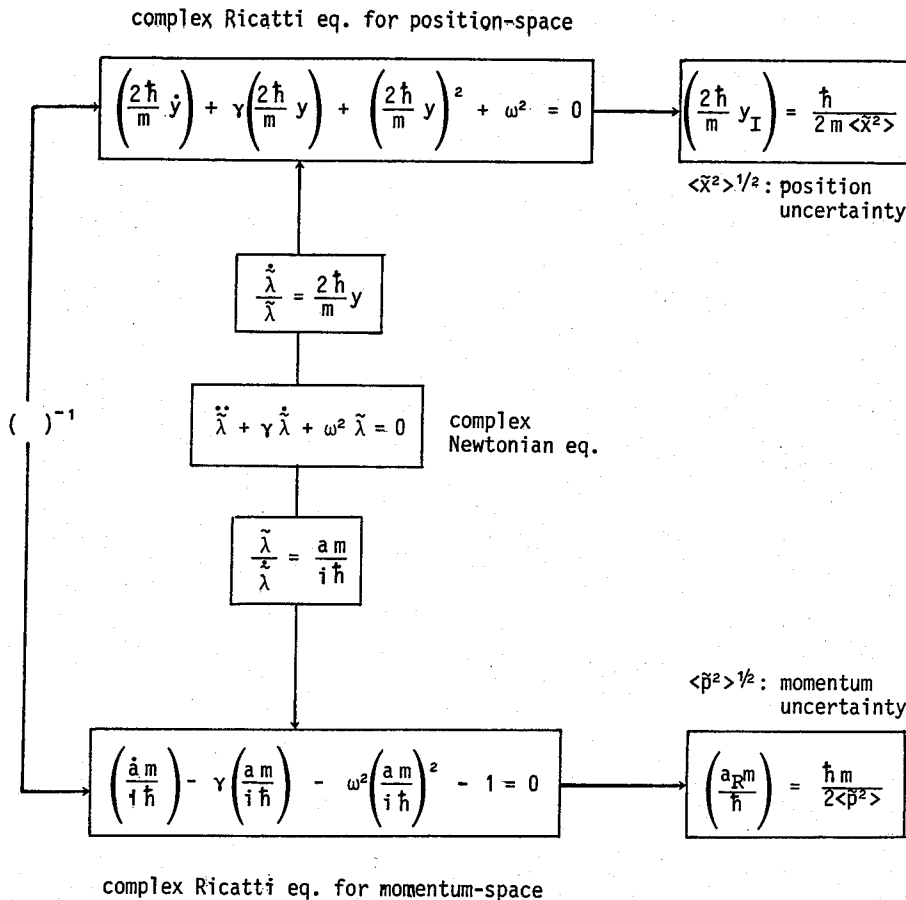 complex Ricatti eq. for position-space
(2ħ/m ẏ) + γ(2ħ/m y) + (2ħ/m y)² + ω² = 0
(2ħ/m y_I) = ħ/(2m<x̃²>)
<x̃²>^1/2: position
uncertainty
λ̃̇/λ̃ = 2ħ/m y
( )⁻¹
λ̃̈ + γ λ̃̇ + ω² λ̃ = 0
complex
Newtonian eq.
λ̃/λ̃̇ = am/iħ
<p̃²>^1/2: momentum
uncertainty
(ȧm/iħ) - γ(am/iħ) - ω²(am/iħ)² - 1 = 0
(a_R m/ħ) = ħm/(2<p̃²>)
complex Ricatti eq. for momentum-space